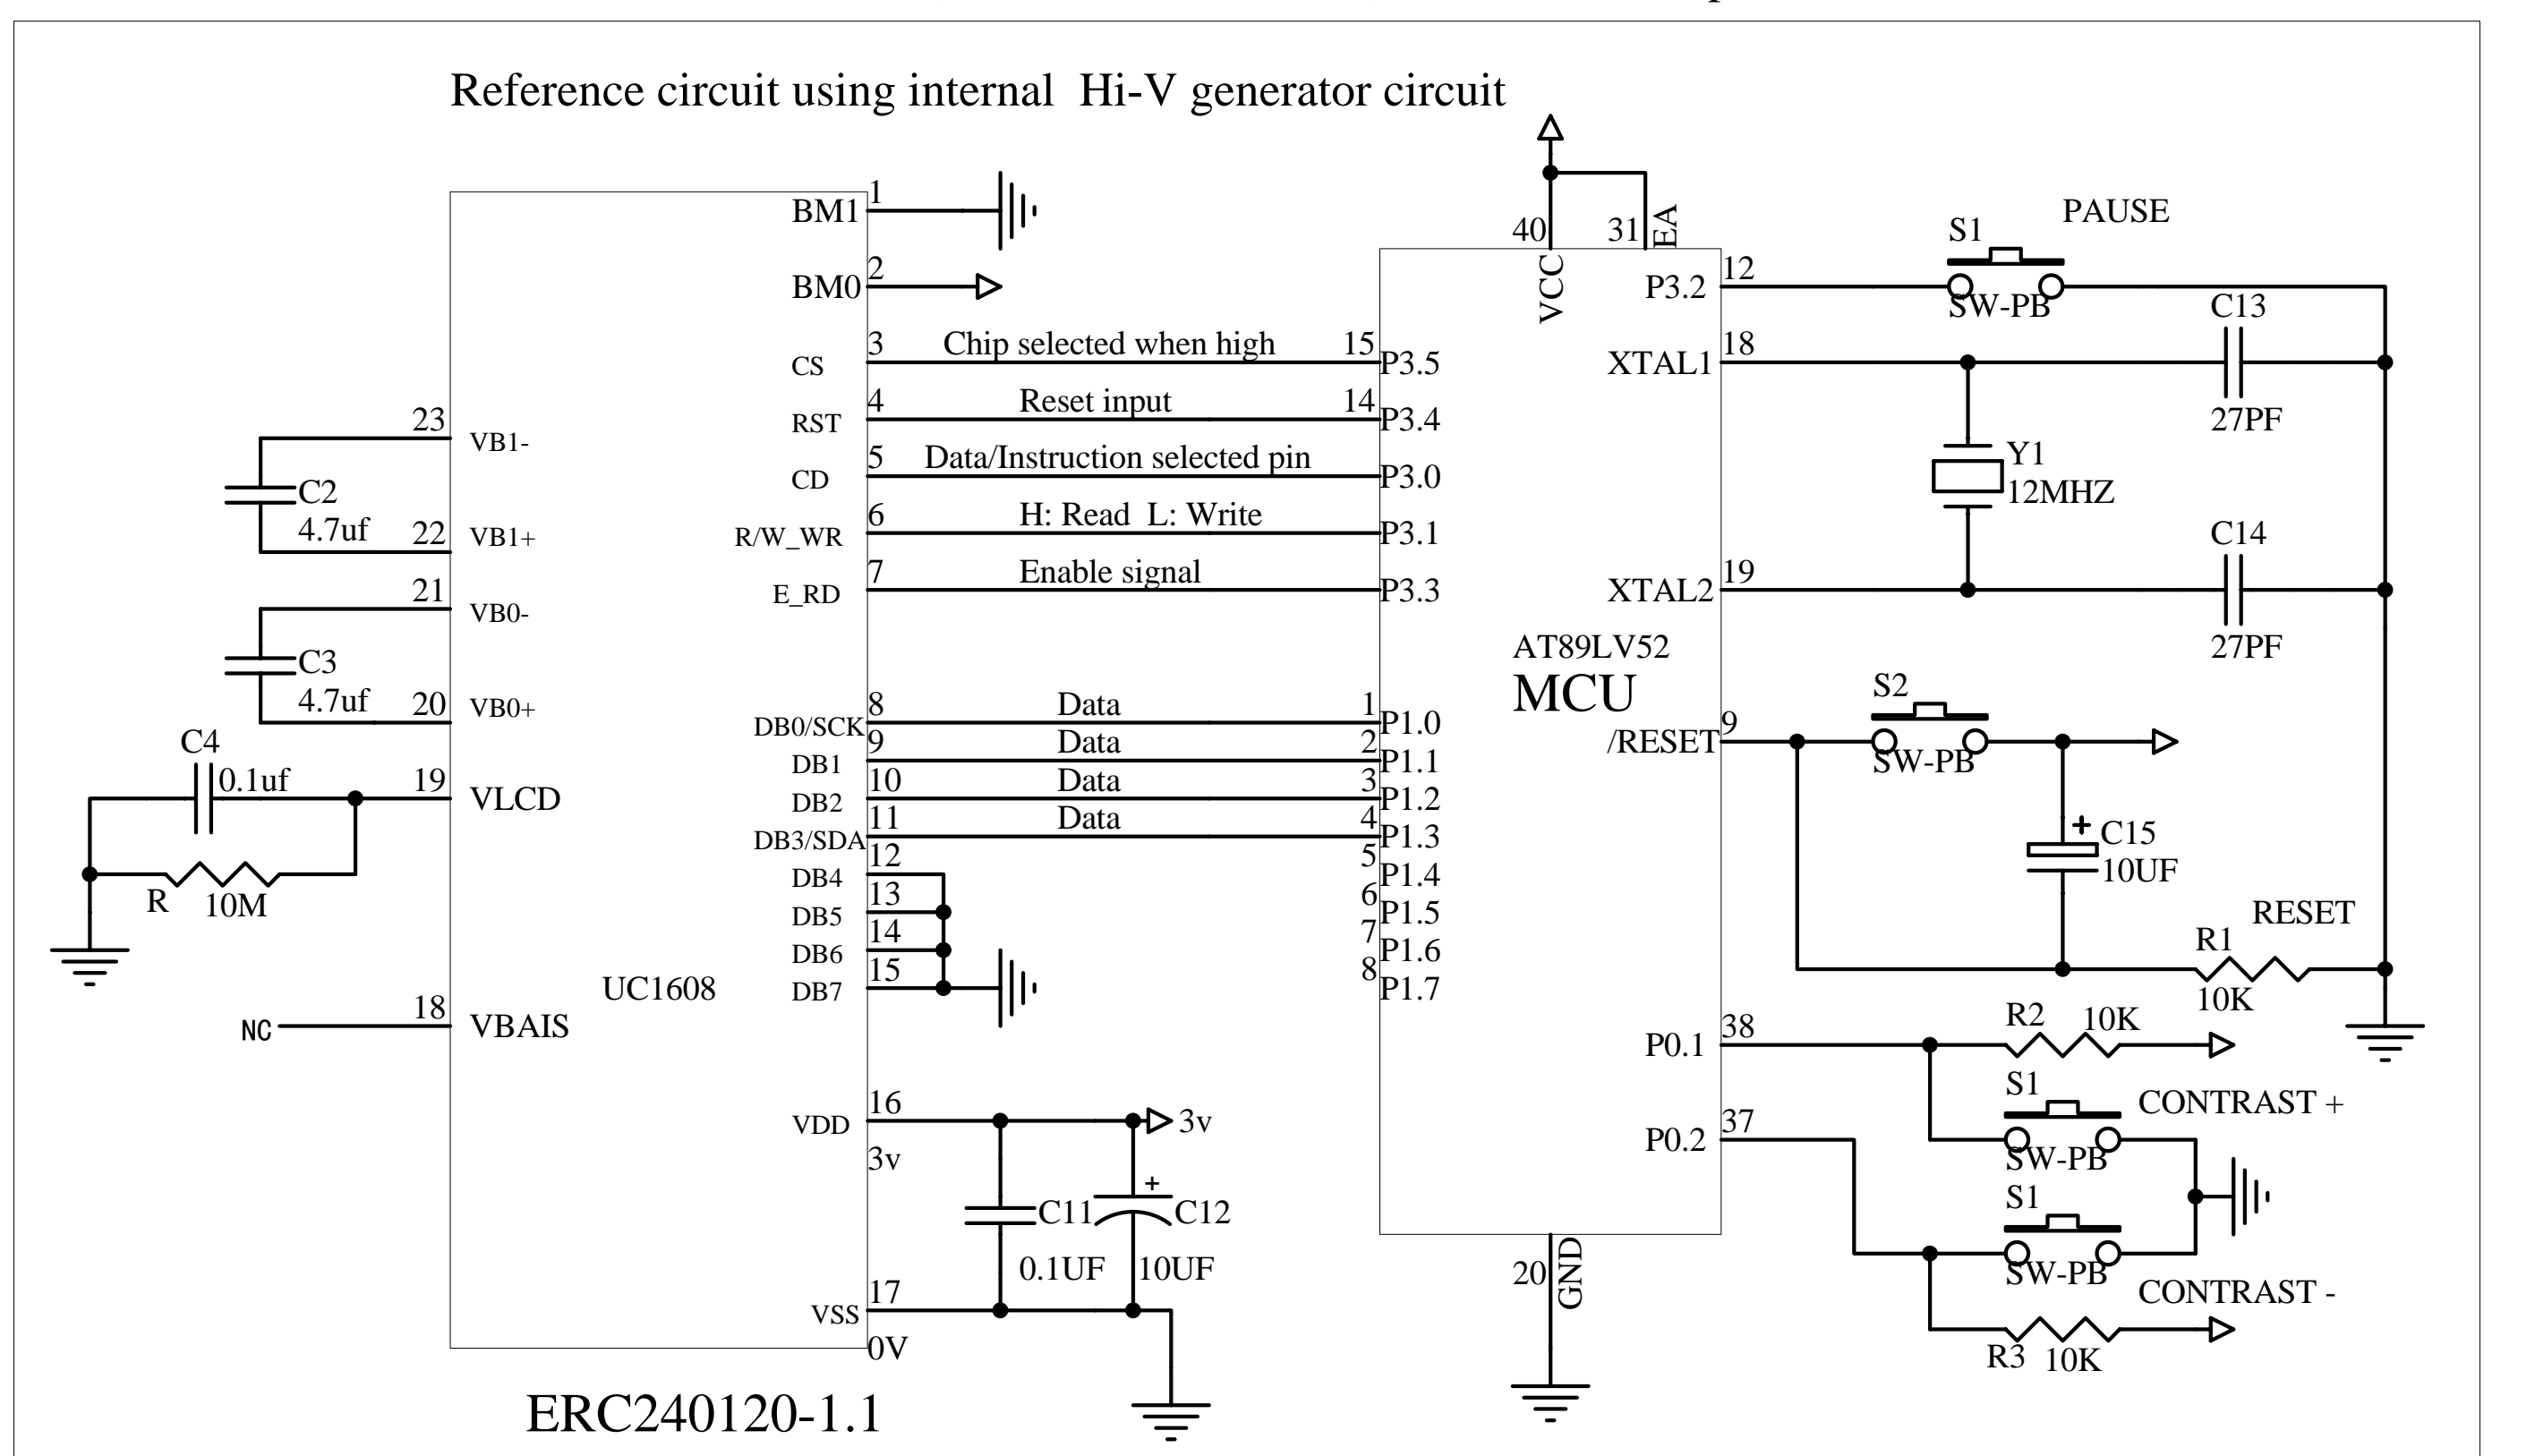 Reference circuit using internal  Hi-V generator circuit
BM1
1
BM0
2
CS
3
Chip selected when high
15
P3.5
RST
4
Reset input
14
P3.4
CD
5
Data/Instruction selected pin
P3.0
R/W_WR
6
H: Read  L: Write
P3.1
E_RD
7
Enable signal
P3.3
DB0/SCK
8
Data
1
P1.0
DB1
9
Data
2
P1.1
DB2
10
Data
3
P1.2
DB3/SDA
11
Data
4
P1.3
DB4
12
5
P1.4
DB5
13
6
P1.5
DB6
14
7
P1.6
DB7
15
8
P1.7
UC1608
VDD
16
3v
3v
C11
0.1UF
+
C12
10UF
VSS
17
0V
ERC240120-1.1
23
VB1-
C2
4.7uf
22
VB1+
21
VB0-
C3
4.7uf
20
VB0+
C4
0.1uf
19
VLCD
R
10M
NC
18
VBAIS
40
VCC
31
EA
AT89LV52
MCU
20
GND
P3.2
12
S1
SW-PB
PAUSE
XTAL1
18
C13
27PF
Y1
12MHZ
XTAL2
19
C14
27PF
/RESET
9
S2
SW-PB
+
C15
10UF
RESET
R1
10K
P0.1
38
R2
10K
S1
SW-PB
CONTRAST +
P0.2
37
S1
SW-PB
CONTRAST -
R3
10K